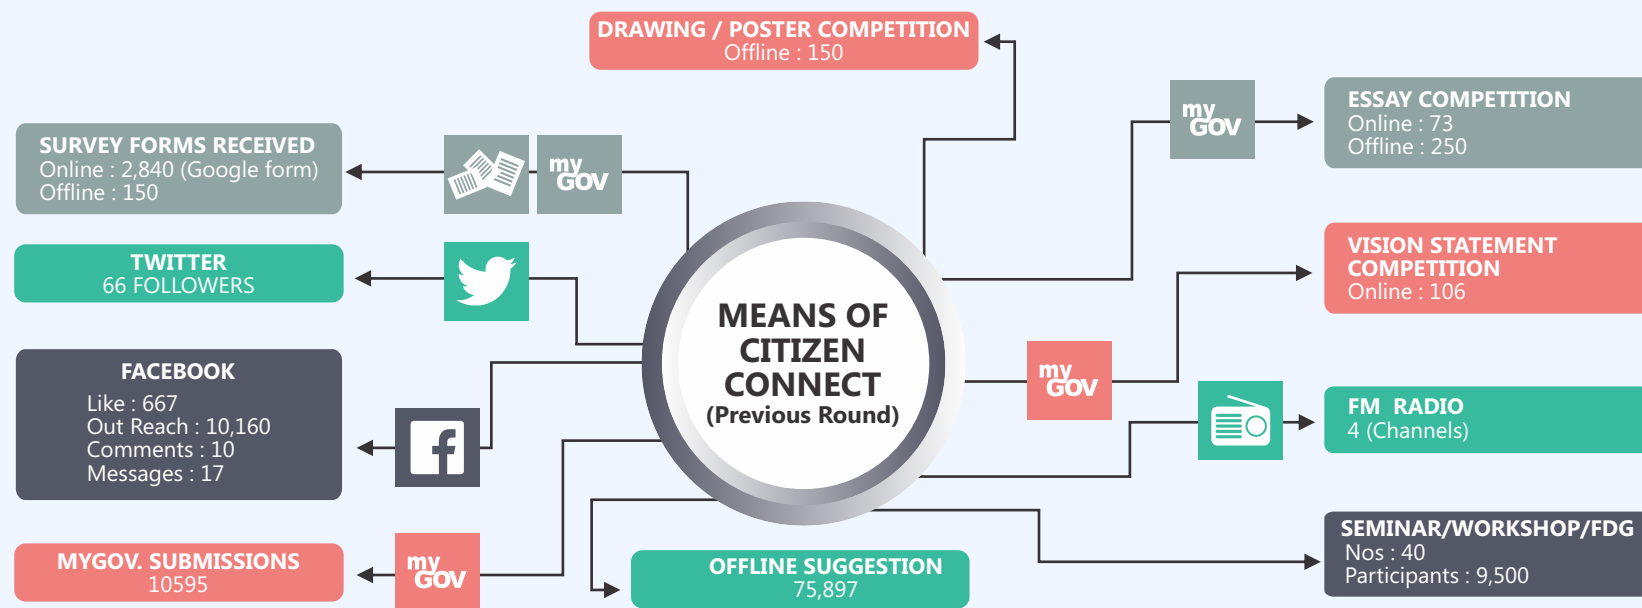 DRAWING / POSTER COMPETITION
Offline : 150
SURVEY FORMS RECEIVED
Online : 2,840 (Google form)
Offline : 150
my
GOV
my
GOV
ESSAY COMPETITION
Online : 73
Offline : 250
TWITTER
66 FOLLOWERS
VISION STATEMENT
COMPETITION
Online : 106
MEANS OF
CITIZEN
CONNECT
(Previous Round)
FACEBOOK
Like : 667
Out Reach : 10,160
Comments : 10
Messages : 17
my
GOV
FM RADIO
4 (Channels)
MYGOV. SUBMISSIONS
10595
my
GOV
OFFLINE SUGGESTION
75,897
SEMINAR/WORKSHOP/FDG
Nos : 40
Participants : 9,500